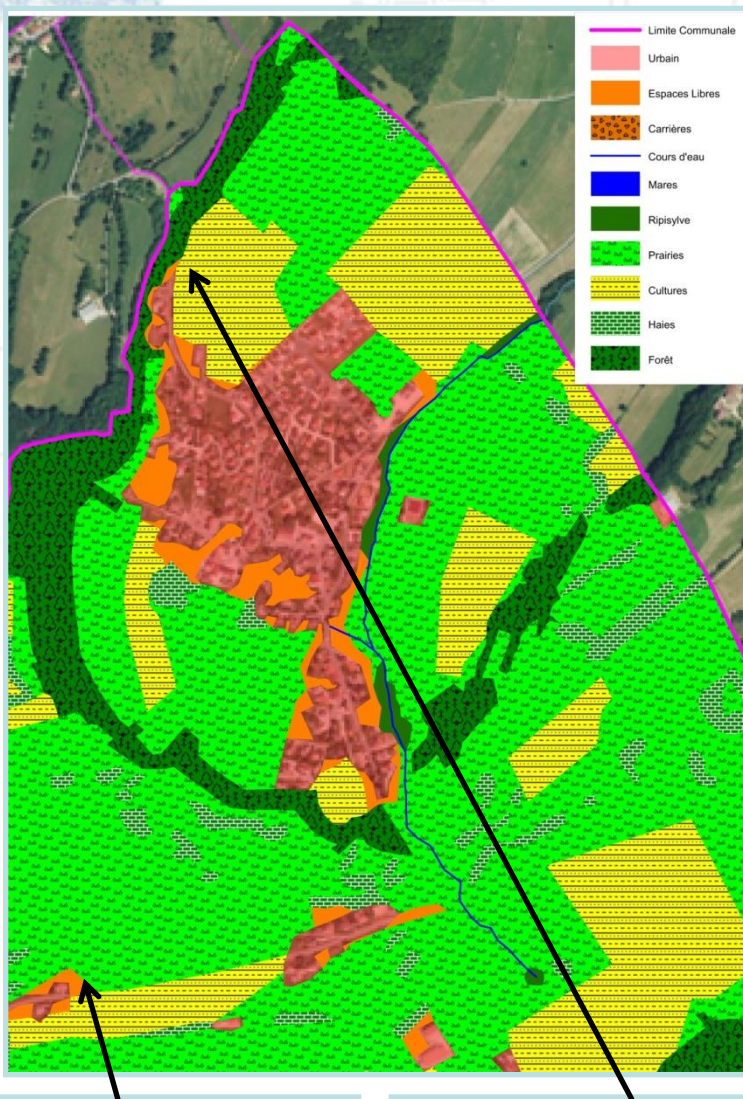 Limite Communale
Urbain
Espaces Libres
Carrières
Cours d'eau
Mares
Ripisylve
Prairies
Cultures
Haies
Forêt